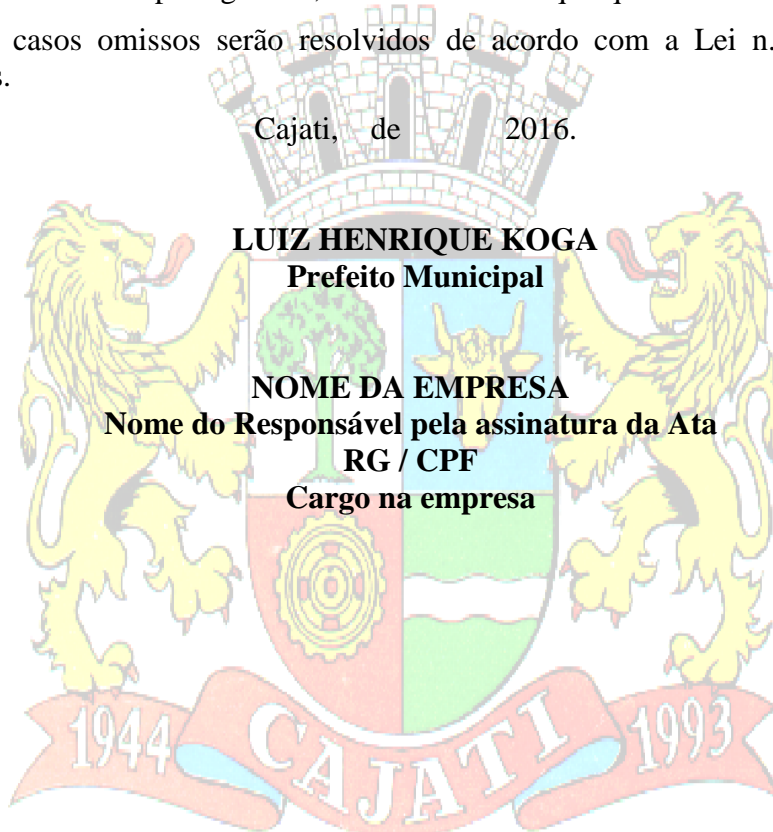 casos omissos serão resolvidos de acordo com a Lei n.
s.
Cajati, de 2016.
LUIZ HENRIQUE KOGA
Prefeito Municipal
NOME DA EMPRESA
Nome do Responsável pela assinatura da Ata
RG / CPF
Cargo na empresa
1944 CAJATI 1993